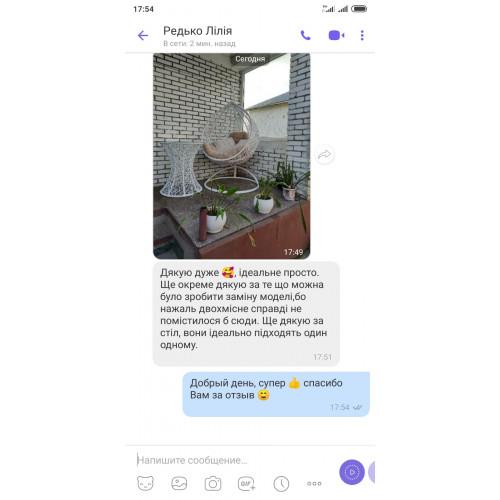 17:54
Редько Лілія
В сети 2 мин. назад
Сегодня
17:49
Дякую дуже 🥰, ідеальне просто.
Ще окреме дякую за те що можна
було зробити заміну моделі,бо
нажаль двохмісне справді не
помістилося б сюди. Ще дякую за
стіл, вони ідеально підходять один
одному.
17:51
Добрый день, супер 👍 спасибо
Вам за отзыв 😄
17:54
Напишите сообщение...
GIF